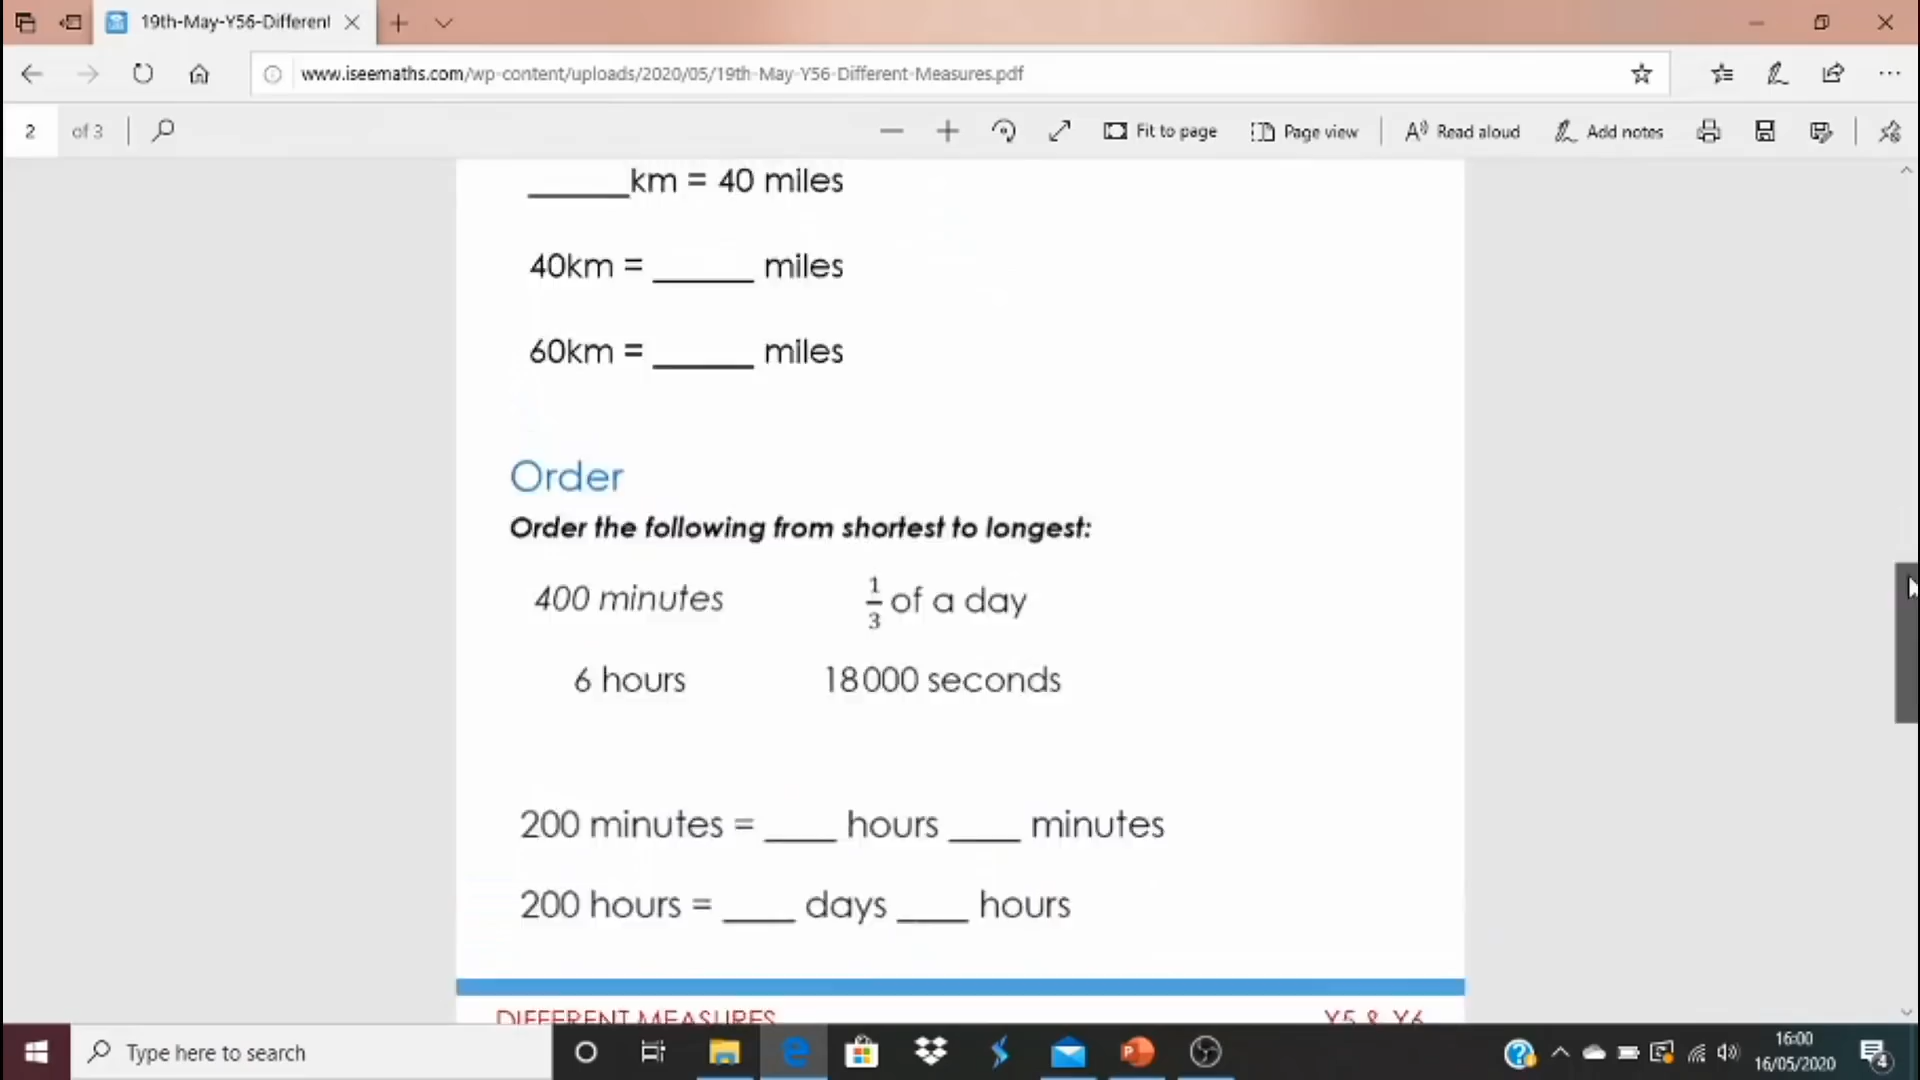 19th-May-Y56-Different
www.iseemaths.com/wp-content/uploads/2020/05/19th-May-Y56-Different-Measures.pdf
2 of 3 Fit to page Page view Read aloud Add notes
______km = 40 miles
40km = ______ miles
60km = ______ miles
Order
Order the following from shortest to longest:
400 minutes 1/3 of a day
6 hours 18000 seconds
200 minutes = ____ hours ____ minutes
200 hours = ____ days ____ hours
DIFFERENT MEASURES Y5 & Y6
Type here to search 16:00
16/05/2020 4